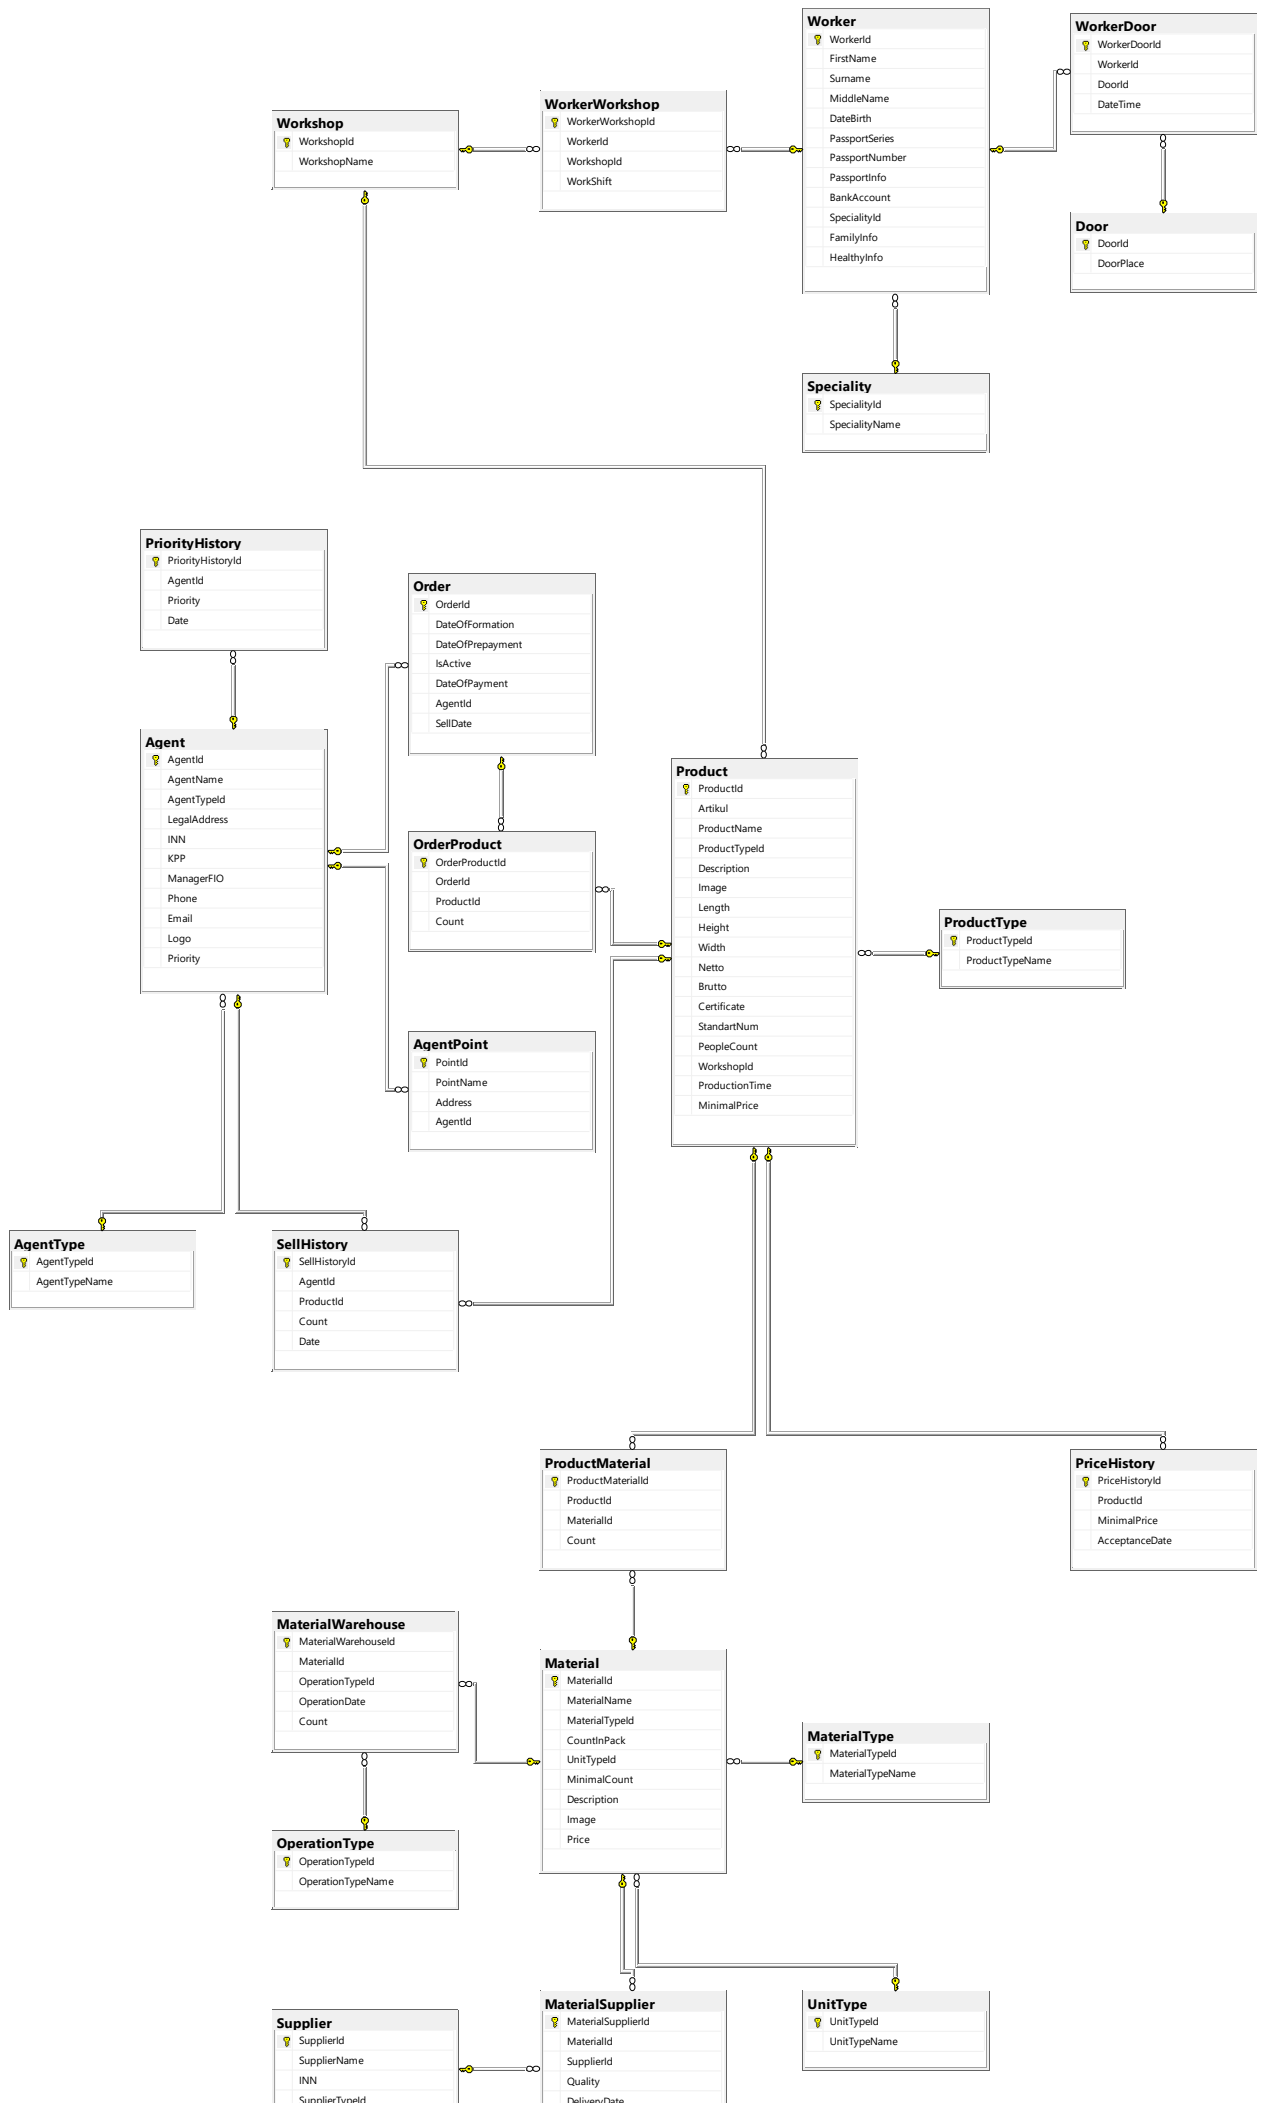 Worker
WorkerId
FirstName
Surname
MiddleName
DateBirth
PassportSeries
PassportNumber
PassportInfo
BankAccount
SpecialityId
FamilyInfo
HealthyInfo
WorkerDoor
WorkerDoorId
WorkerId
DoorId
DateTime
WorkerWorkshop
WorkerWorkshopId
WorkerId
WorkshopId
WorkShift
Workshop
WorkshopId
WorkshopName
Door
DoorId
DoorPlace
Speciality
SpecialityId
SpecialityName
PriorityHistory
PriorityHistoryId
AgentId
Priority
Date
Order
OrderId
DateOfFormation
DateOfPrepayment
IsActive
DateOfPayment
AgentId
SellDate
Agent
AgentId
AgentName
AgentTypeId
LegalAddress
INN
KPP
ManagerFIO
Phone
Email
Logo
Priority
Product
ProductId
Artikul
ProductName
ProductTypeId
Description
Image
Length
Height
Width
Netto
Brutto
Certificate
StandartNum
PeopleCount
WorkshopId
ProductionTime
MinimalPrice
OrderProduct
OrderProductId
OrderId
ProductId
Count
ProductType
ProductTypeId
ProductTypeName
AgentPoint
PointId
PointName
Address
AgentId
AgentType
AgentTypeId
AgentTypeName
SellHistory
SellHistoryId
AgentId
ProductId
Count
Date
ProductMaterial
ProductMaterialId
ProductId
MaterialId
Count
PriceHistory
PriceHistoryId
ProductId
MinimalPrice
AcceptanceDate
MaterialWarehouse
MaterialWarehouseId
MaterialId
OperationTypeId
OperationDate
Count
Material
MaterialId
MaterialName
MaterialTypeId
CountInPack
UnitTypeId
MinimalCount
Description
Image
Price
MaterialType
MaterialTypeId
MaterialTypeName
OperationType
OperationTypeId
OperationTypeName
MaterialSupplier
MaterialSupplierId
MaterialId
SupplierId
Quality
DeliveryDate
UnitType
UnitTypeId
UnitTypeName
Supplier
SupplierId
SupplierName
INN
SupplierTypeId